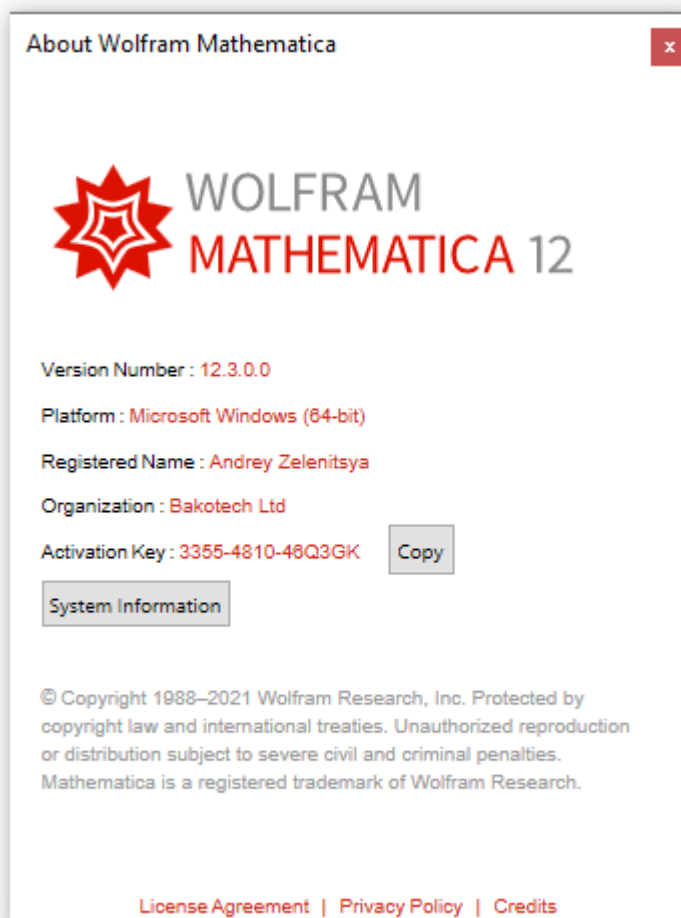 About Wolfram Mathematica
x
WOLFRAM
MATHEMATICA 12
Version Number : 12.3.0.0
Platform : Microsoft Windows (64-bit)
Registered Name : Andrey Zelenitsya
Organization : Bakotech Ltd
Activation Key : 3355-4810-46Q3GK
Copy
System Information
© Copyright 1988–2021 Wolfram Research, Inc. Protected by
copyright law and international treaties. Unauthorized reproduction
or distribution subject to severe civil and criminal penalties.
Mathematica is a registered trademark of Wolfram Research.
License Agreement | Privacy Policy | Credits